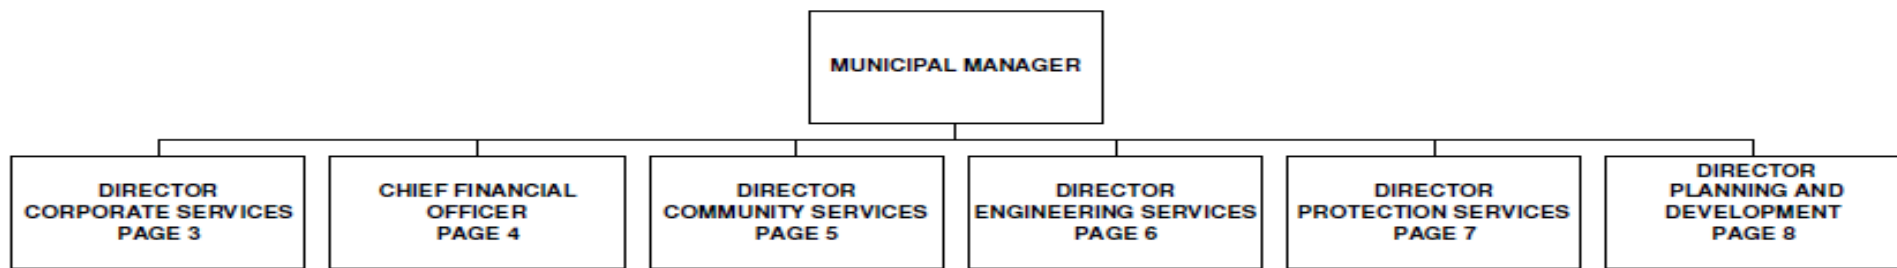 MUNICIPAL MANAGER
DIRECTOR
CORPORATE SERVICES
PAGE 3
CHIEF FINANCIAL
OFFICER
PAGE 4
DIRECTOR
COMMUNITY SERVICES
PAGE 5
DIRECTOR
ENGINEERING SERVICES
PAGE 6
DIRECTOR
PROTECTION SERVICES
PAGE 7
DIRECTOR
PLANNING AND
DEVELOPMENT
PAGE 8